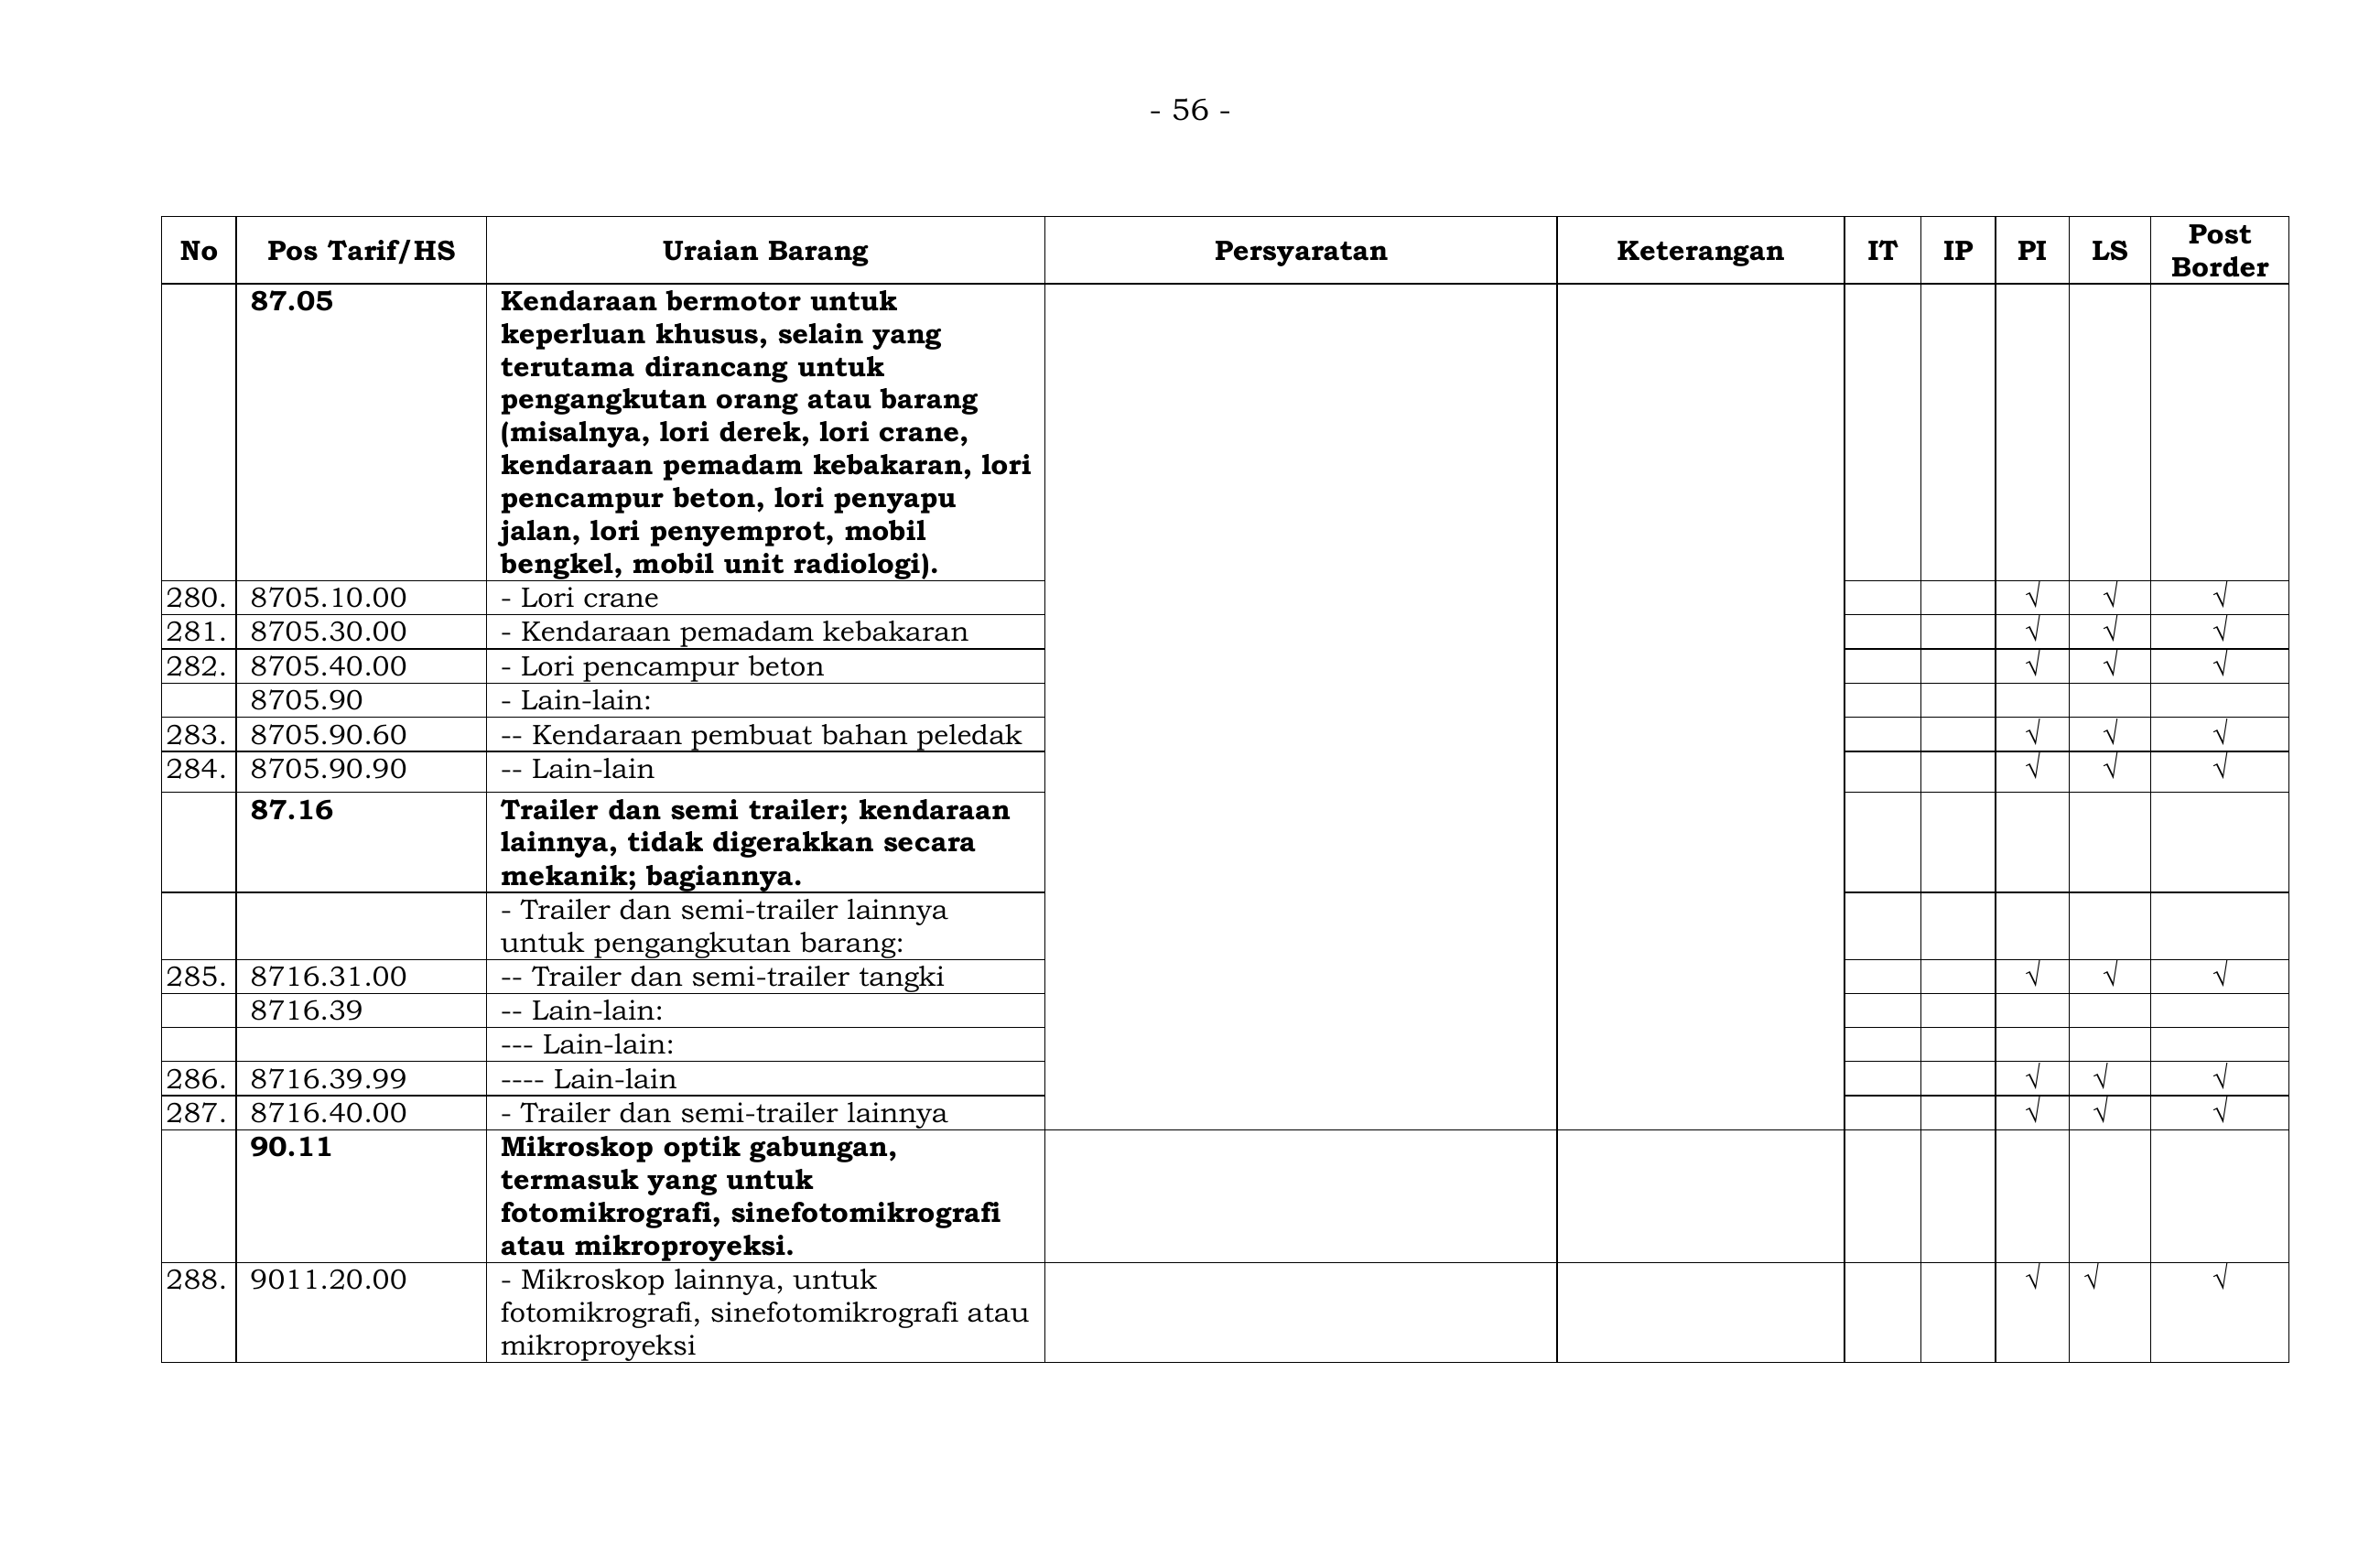 - 56 -
No Pos Tarif/HS Uraian Barang Persyaratan Keterangan IT IP PI LS Post Border
87.05 Kendaraan bermotor untuk
keperluan khusus, selain yang
terutama dirancang untuk
pengangkutan orang atau barang
(misalnya, lori derek, lori crane,
kendaraan pemadam kebakaran, lori
pencampur beton, lori penyapu
jalan, lori penyemprot, mobil
bengkel, mobil unit radiologi).
280. 8705.10.00 - Lori crane √ √ √
281. 8705.30.00 - Kendaraan pemadam kebakaran √ √ √
282. 8705.40.00 - Lori pencampur beton √ √ √
8705.90 - Lain-lain:
283. 8705.90.60 -- Kendaraan pembuat bahan peledak √ √ √
284. 8705.90.90 -- Lain-lain √ √ √
87.16 Trailer dan semi trailer; kendaraan
lainnya, tidak digerakkan secara
mekanik; bagiannya.
- Trailer dan semi-trailer lainnya
untuk pengangkutan barang:
285. 8716.31.00 -- Trailer dan semi-trailer tangki √ √ √
8716.39 -- Lain-lain:
--- Lain-lain:
286. 8716.39.99 ---- Lain-lain √ √ √
287. 8716.40.00 - Trailer dan semi-trailer lainnya √ √ √
90.11 Mikroskop optik gabungan,
termasuk yang untuk
fotomikrografi, sinefotomikrografi
atau mikroproyeksi.
288. 9011.20.00 - Mikroskop lainnya, untuk √ √ √
fotomikrografi, sinefotomikrografi atau
mikroproyeksi